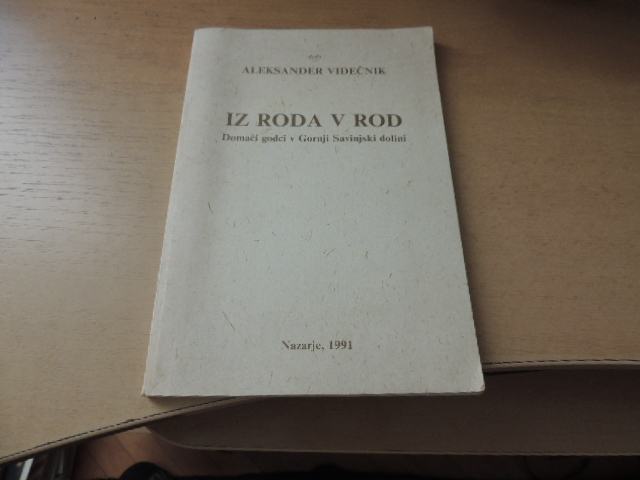 ALEKSANDER VIDEČNIK
IZ RODA V ROD
Domači godci v Gornji Savinjski dolini
Nazarje, 1991